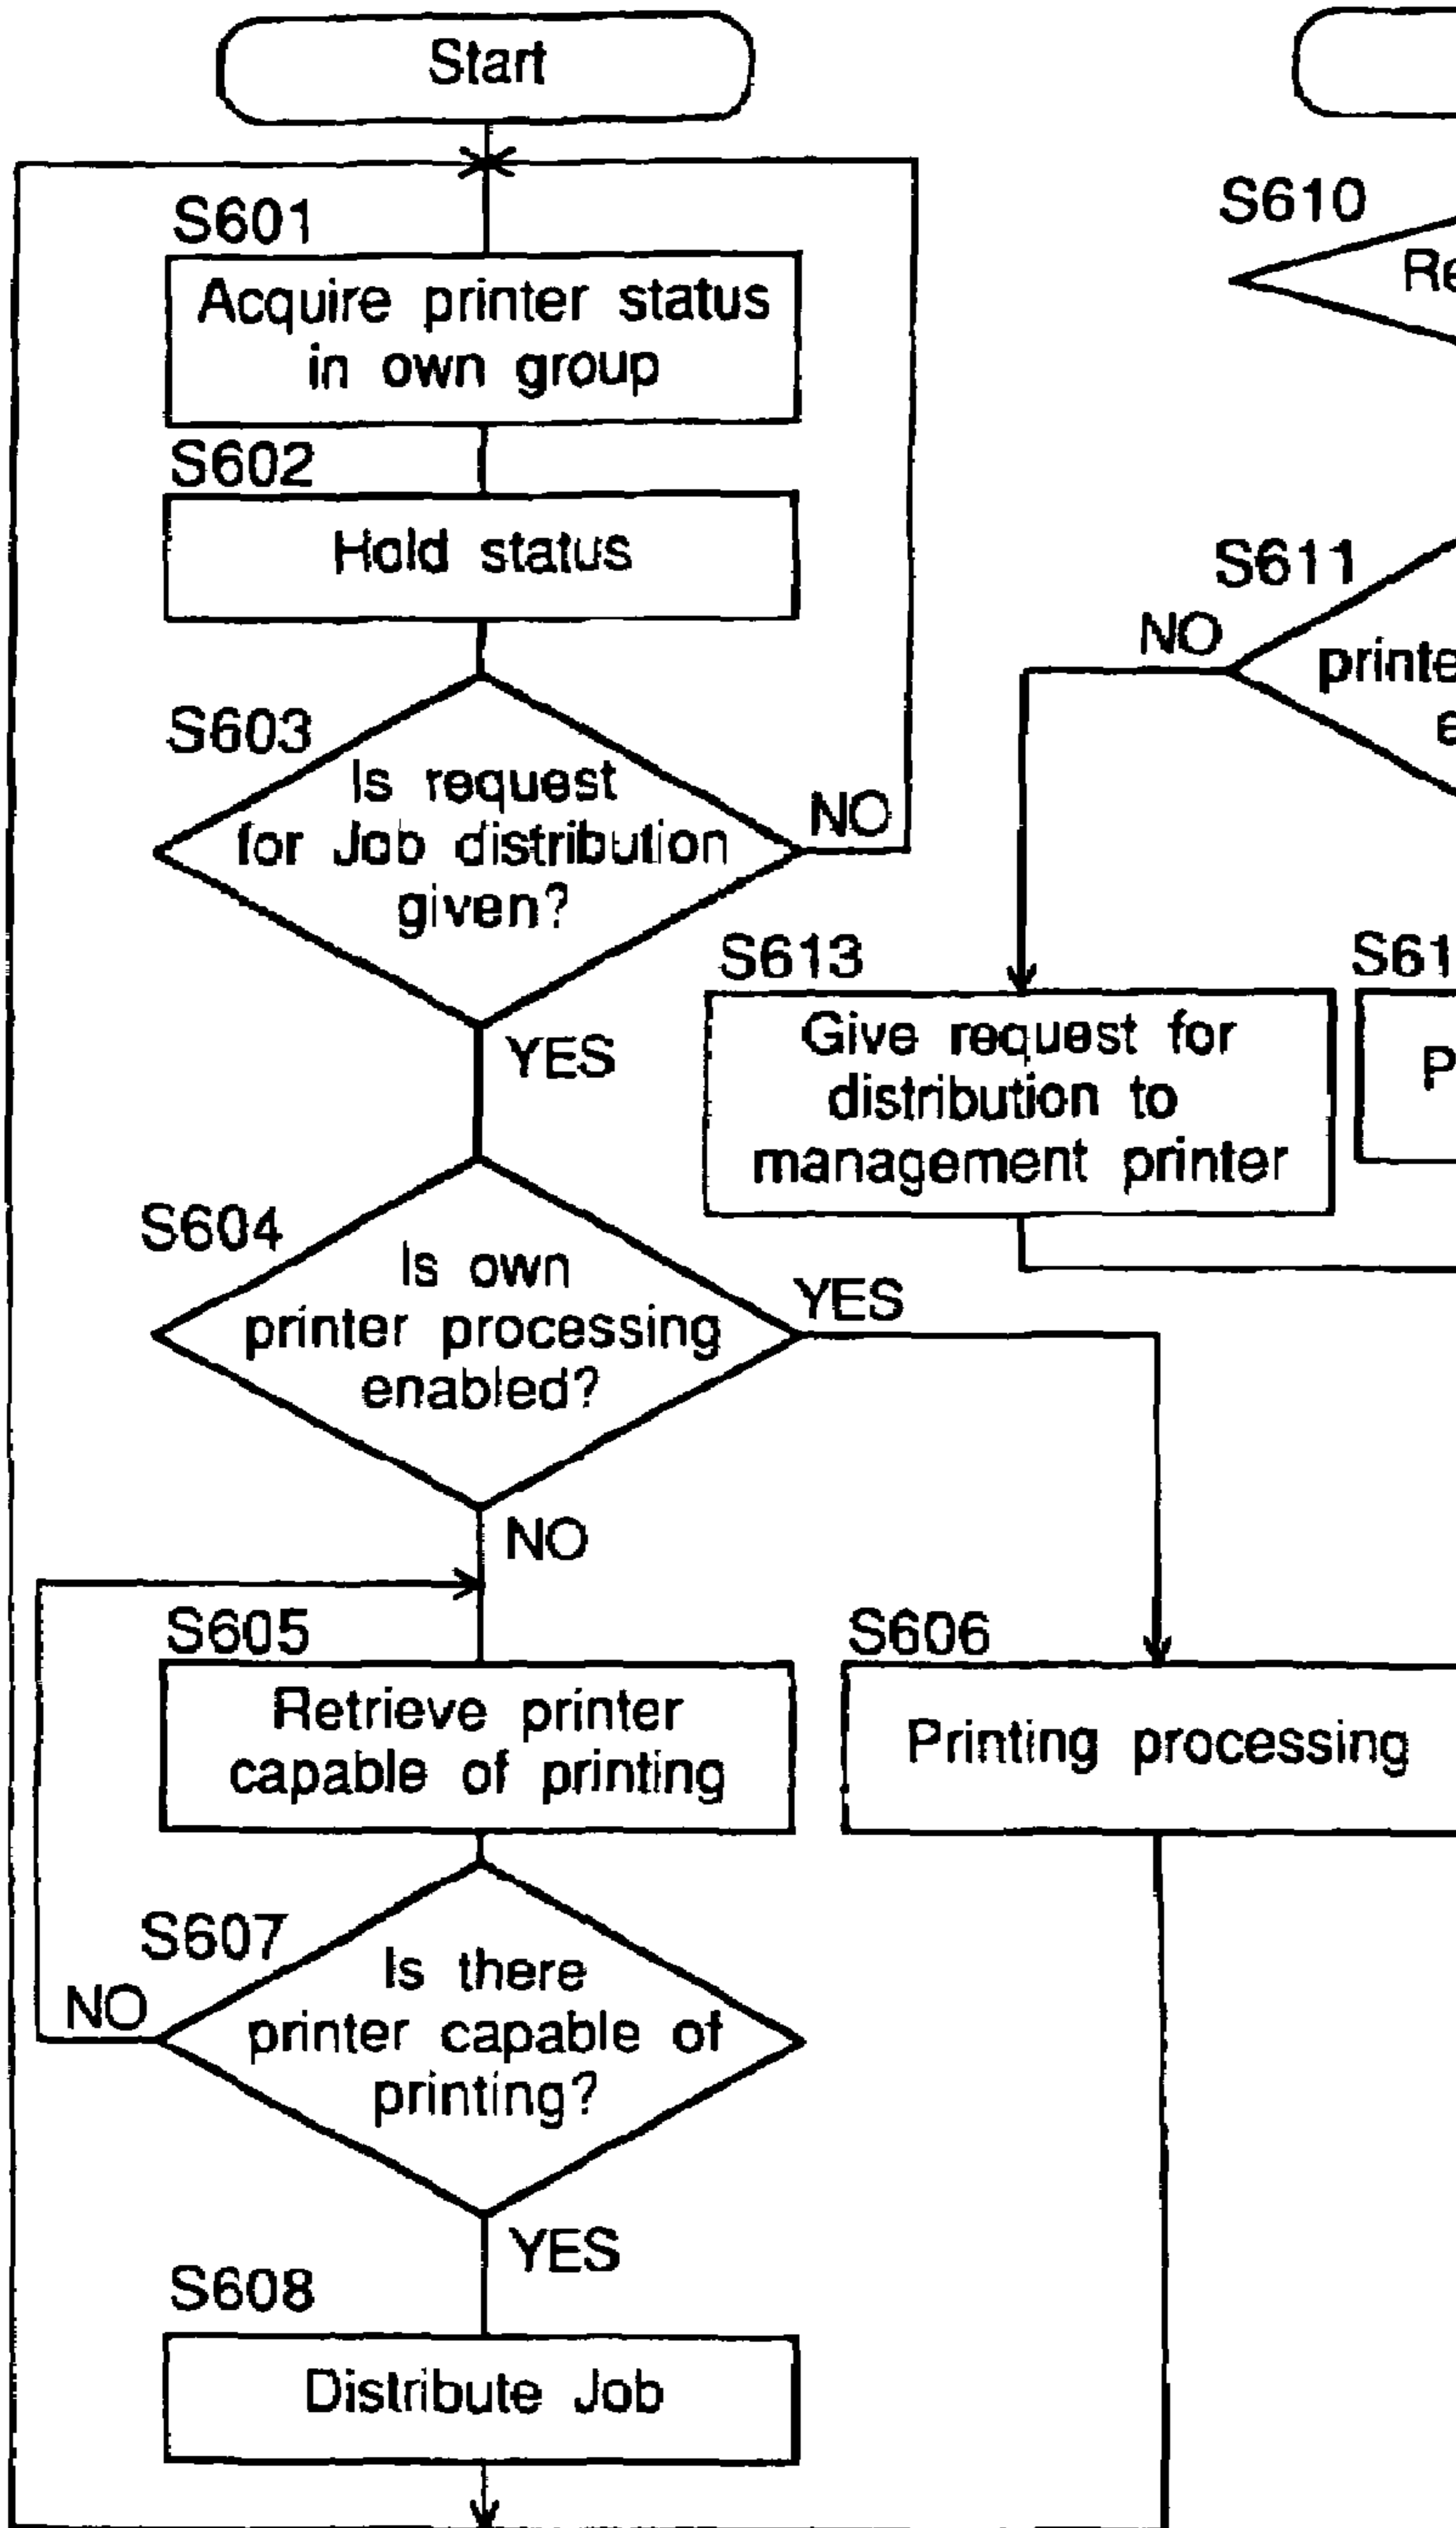 Start
S601
Acquire printer status
in own group
S602
Hold status
S603
Is request
for Job distribution
given?
NO
YES
S604
Is own
printer processing
enabled?
YES
NO
S605
Retrieve printer
capable of printing
S606
Printing processing
S607
Is there
printer capable of
printing?
NO
YES
S608
Distribute Job
S610
S611
NO
S613
Give request for
distribution to
management printer